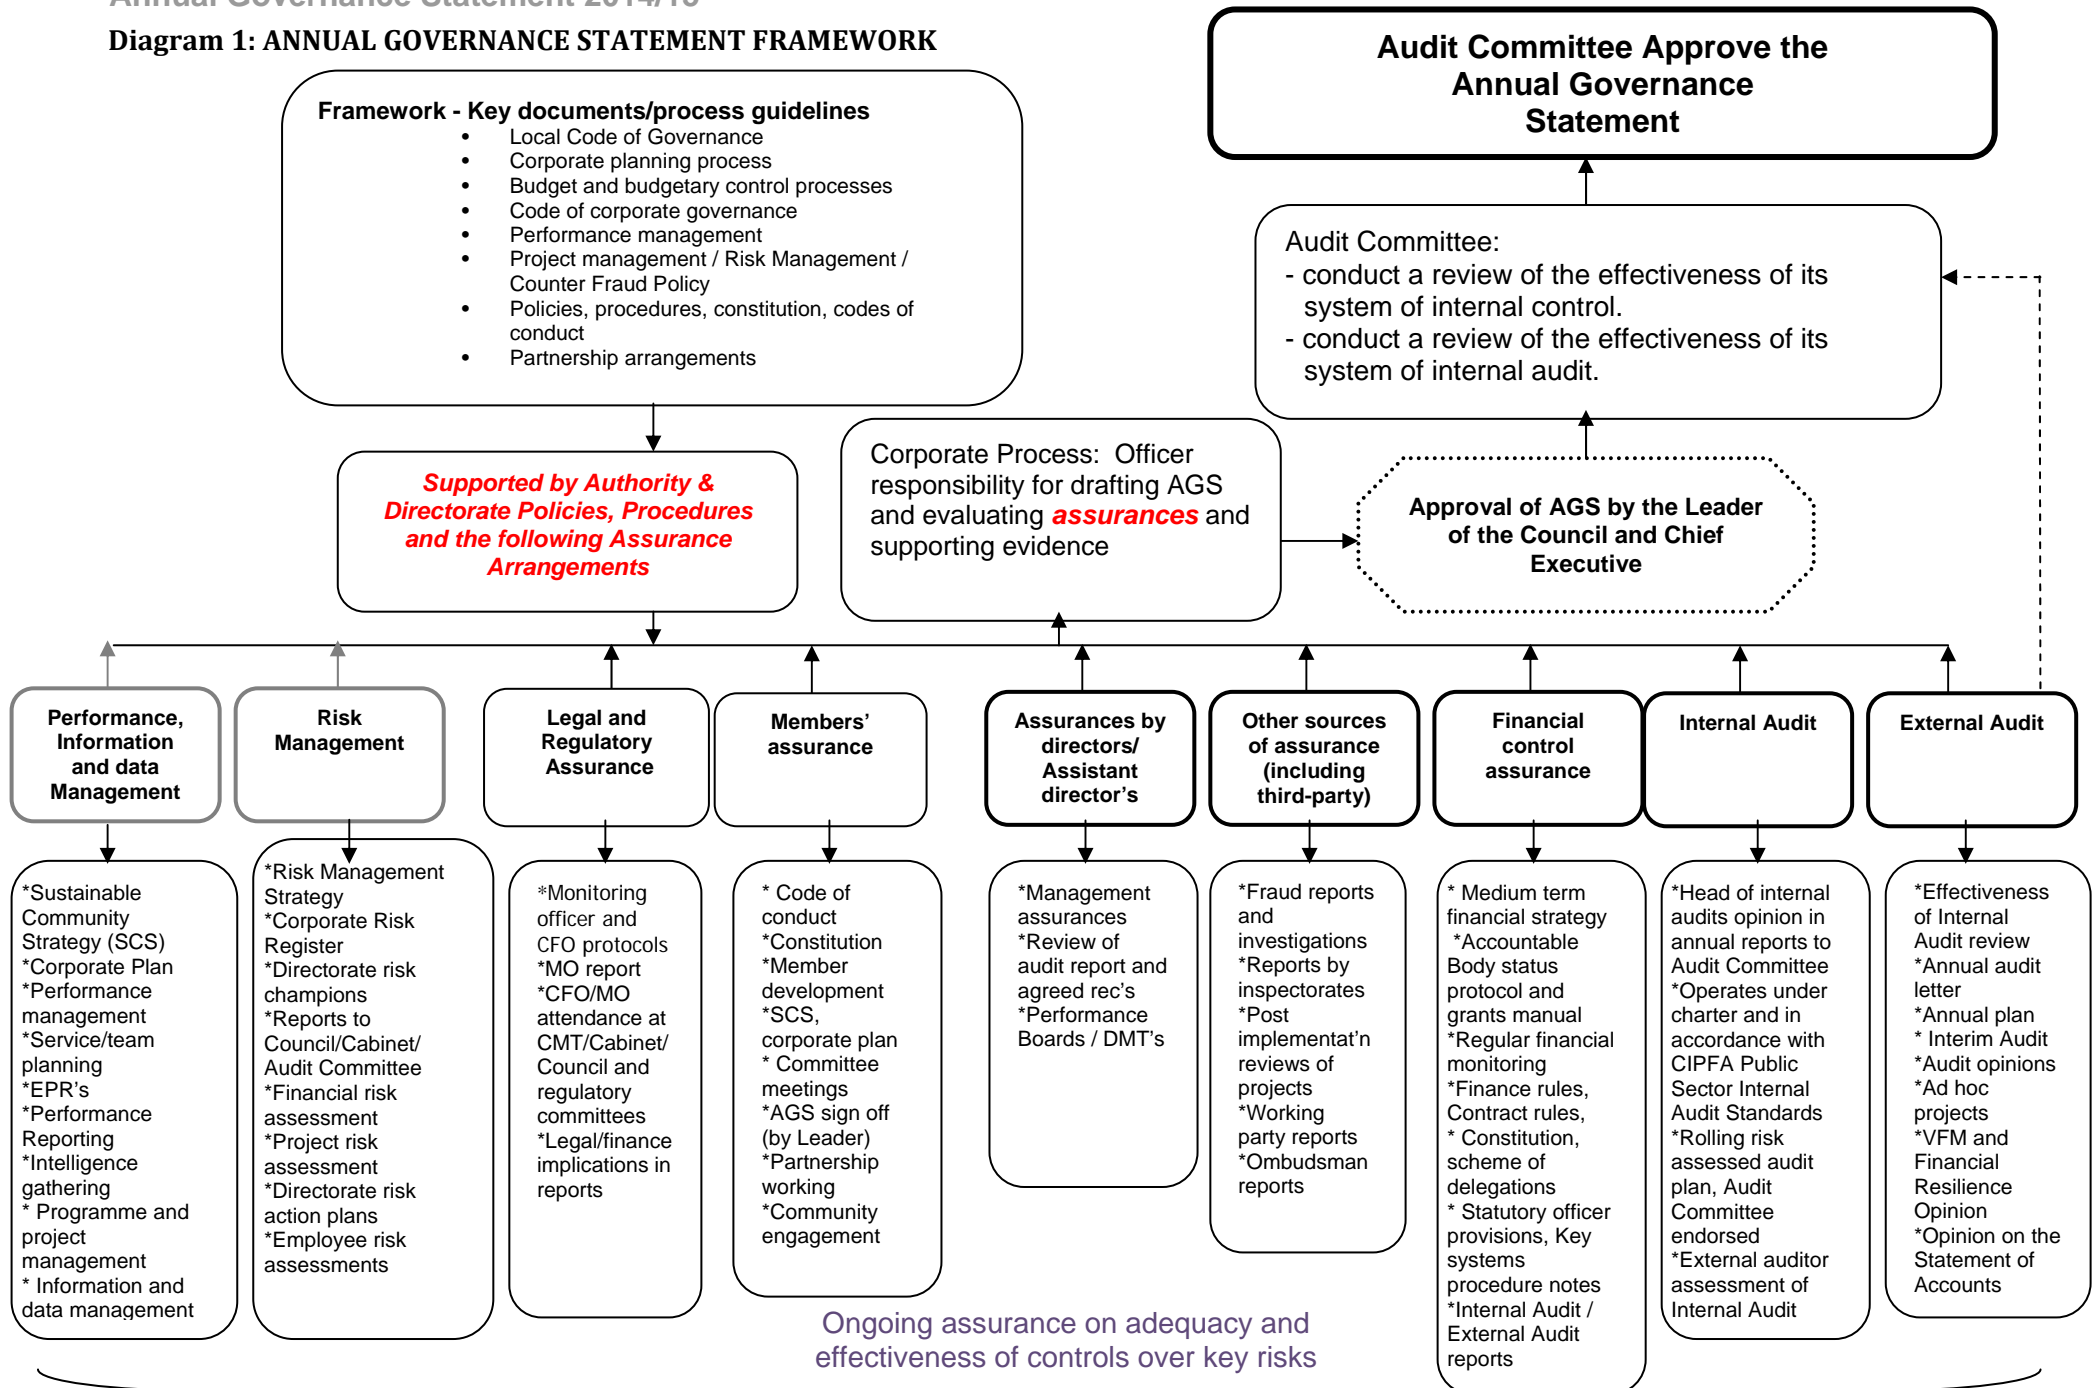 Annual Governance Statement 2014/15
Diagram 1: ANNUAL GOVERNANCE STATEMENT FRAMEWORK
Audit Committee Approve the
Annual Governance
Statement
Framework - Key documents/process guidelines
• Local Code of Governance
• Corporate planning process
• Budget and budgetary control processes
• Code of corporate governance
• Performance management
• Project management / Risk Management /
Counter Fraud Policy
• Policies, procedures, constitution, codes of
conduct
• Partnership arrangements
Audit Committee:
- conduct a review of the effectiveness of its
system of internal control.
- conduct a review of the effectiveness of its
system of internal audit.
Supported by Authority &
Directorate Policies, Procedures
and the following Assurance
Arrangements
Corporate Process: Officer
responsibility for drafting AGS
and evaluating assurances and
supporting evidence
Approval of AGS by the Leader
of the Council and Chief
Executive
Performance,
Information
and data
Management
Risk
Management
Legal and
Regulatory
Assurance
Members’
assurance
Assurances by
directors/
Assistant
director’s
Other sources
of assurance
(including
third-party)
Financial
control
assurance
Internal Audit
External Audit
*Sustainable
Community
Strategy (SCS)
*Corporate Plan
*Performance
management
*Service/team
planning
*EPR’s
*Performance
Reporting
*Intelligence
gathering
* Programme and
project
management
* Information and
data management
*Risk Management
Strategy
*Corporate Risk
Register
*Directorate risk
champions
*Reports to
Council/Cabinet/
Audit Committee
*Financial risk
assessment
*Project risk
assessment
*Directorate risk
action plans
*Employee risk
assessments
*Monitoring
officer and
CFO protocols
*MO report
*CFO/MO
attendance at
CMT/Cabinet/
Council and
regulatory
committees
*Legal/finance
implications in
reports
* Code of
conduct
*Constitution
*Member
development
*SCS,
corporate plan
* Committee
meetings
*AGS sign off
(by Leader)
*Partnership
working
*Community
engagement
*Management
assurances
*Review of
audit report and
agreed rec’s
*Performance
Boards / DMT’s
*Fraud reports
and
investigations
*Reports by
inspectorates
*Post
implementat’n
reviews of
projects
*Working
party reports
*Ombudsman
reports
* Medium term
financial strategy
*Accountable
Body status
protocol and
grants manual
*Regular financial
monitoring
*Finance rules,
Contract rules,
* Constitution,
scheme of
delegations
* Statutory officer
provisions, Key
systems
procedure notes
*Internal Audit /
External Audit
reports
*Head of internal
audits opinion in
annual reports to
Audit Committee
*Operates under
charter and in
accordance with
CIPFA Public
Sector Internal
Audit Standards
*Rolling risk
assessed audit
plan, Audit
Committee
endorsed
*External auditor
assessment of
Internal Audit
*Effectiveness
of Internal
Audit review
*Annual audit
letter
*Annual plan
* Interim Audit
*Audit opinions
*Ad hoc
projects
*VFM and
Financial
Resilience
Opinion
*Opinion on the
Statement of
Accounts
Ongoing assurance on adequacy and
effectiveness of controls over key risks